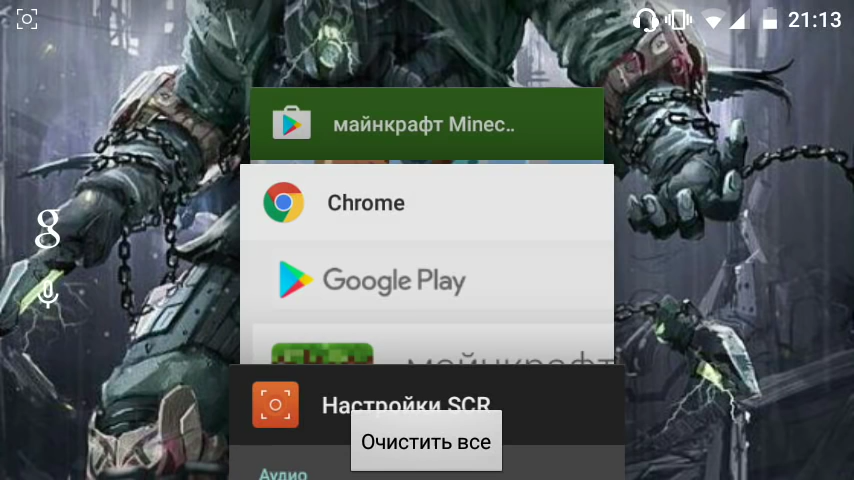 21:13
майнкрафт Minec..
Chrome
g
Google Play
майнкрафт
Настройки SCR
Очистить все
Аудио